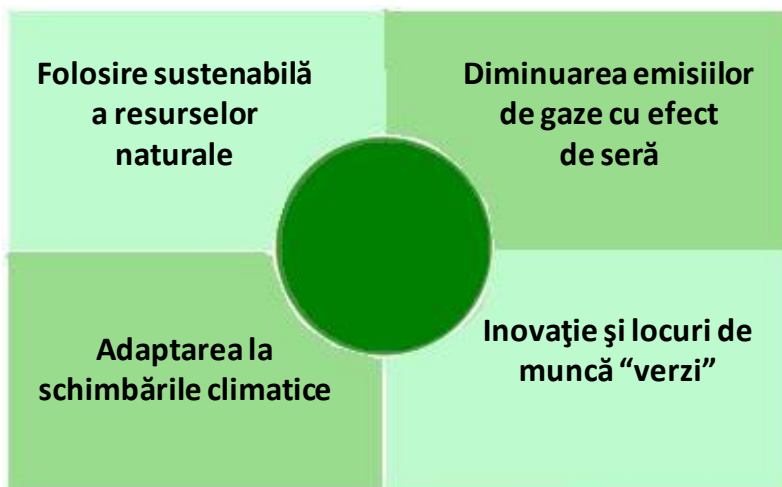 Folosire sustenabilă
a resurselor
naturale
Diminuarea emisiilor
de gaze cu efect
de seră
Adaptarea la
schimbările climatice
Inovaţie şi locuri de
muncă “verzi”